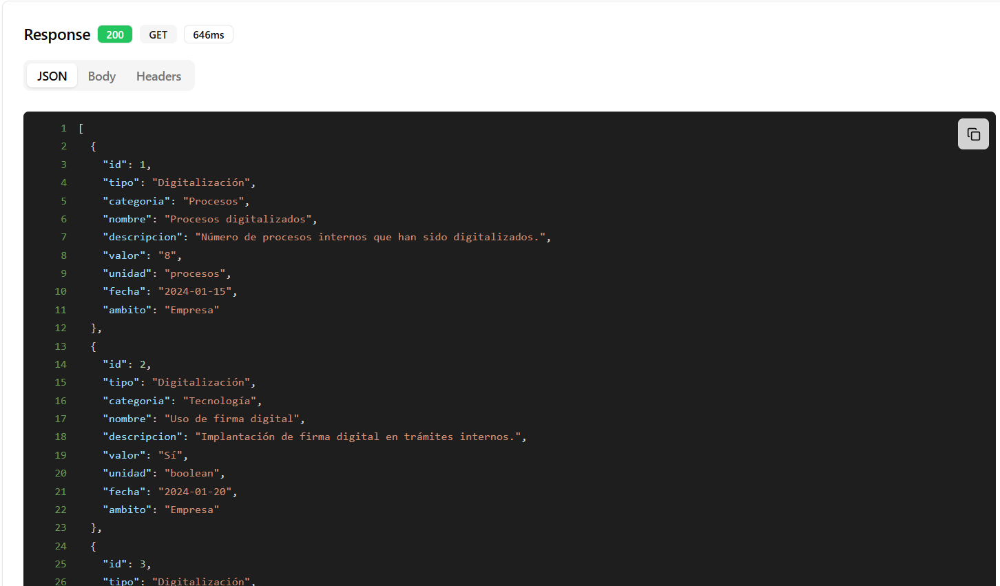 Response 200 GET 646ms
JSON Body Headers
1 [
2 {
3 "id": 1,
4 "tipo": "Digitalización",
5 "categoria": "Procesos",
6 "nombre": "Procesos digitalizados",
7 "descripcion": "Número de procesos internos que han sido digitalizados.",
8 "valor": "8",
9 "unidad": "procesos",
10 "fecha": "2024-01-15",
11 "ambito": "Empresa"
12 },
13 {
14 "id": 2,
15 "tipo": "Digitalización",
16 "categoria": "Tecnología",
17 "nombre": "Uso de firma digital",
18 "descripcion": "Implantación de firma digital en trámites internos.",
19 "valor": "Sí",
20 "unidad": "boolean",
21 "fecha": "2024-01-20",
22 "ambito": "Empresa"
23 },
24 {
25 "id": 3,
26 "tipo": "Digitalización",